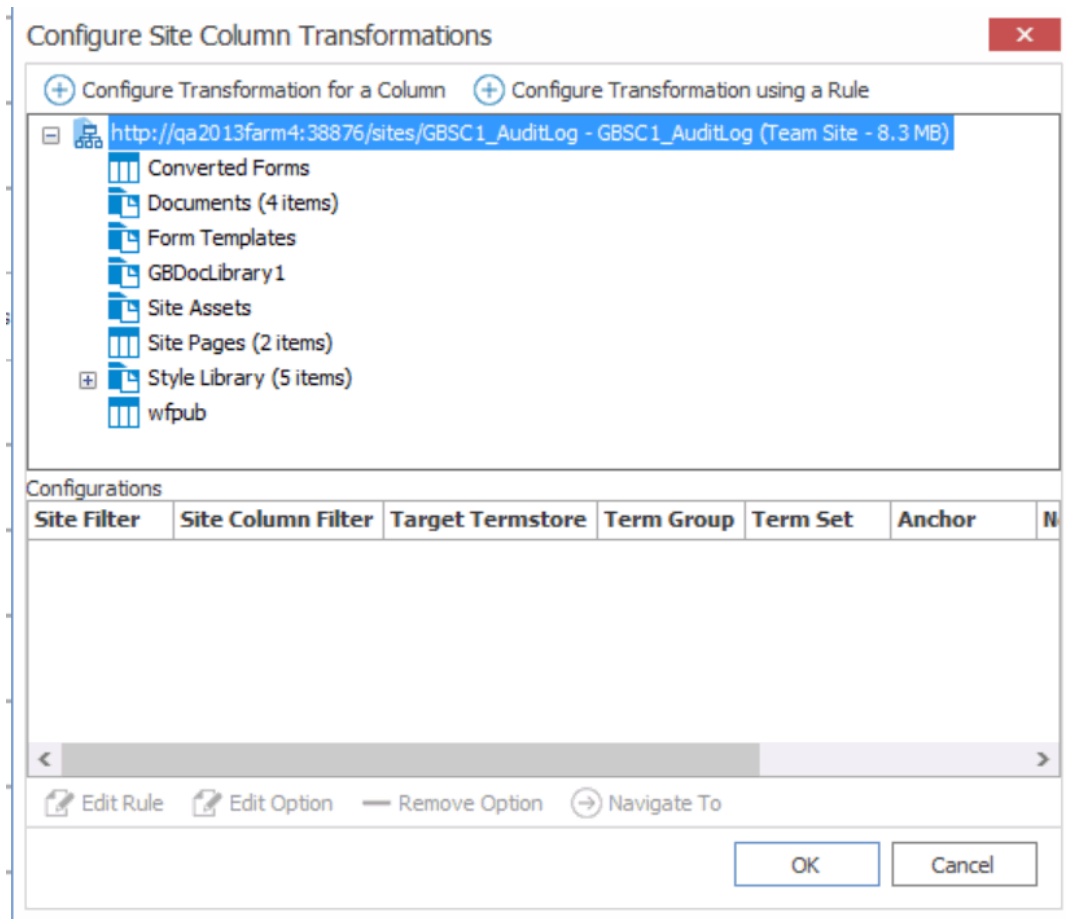 Configure Site Column Transformations
Configure Transformation for a Column Configure Transformation using a Rule
http://qa2013farm4:38876/sites/GBSC1_AuditLog - GBSC1_AuditLog (Team Site - 8.3 MB)
Converted Forms
Documents (4 items)
Form Templates
GBDocLibrary1
Site Assets
Site Pages (2 items)
Style Library (5 items)
wfpub
Configurations
Site Filter Site Column Filter Target Termstore Term Group Term Set Anchor
Edit Rule Edit Option Remove Option Navigate To
OK Cancel